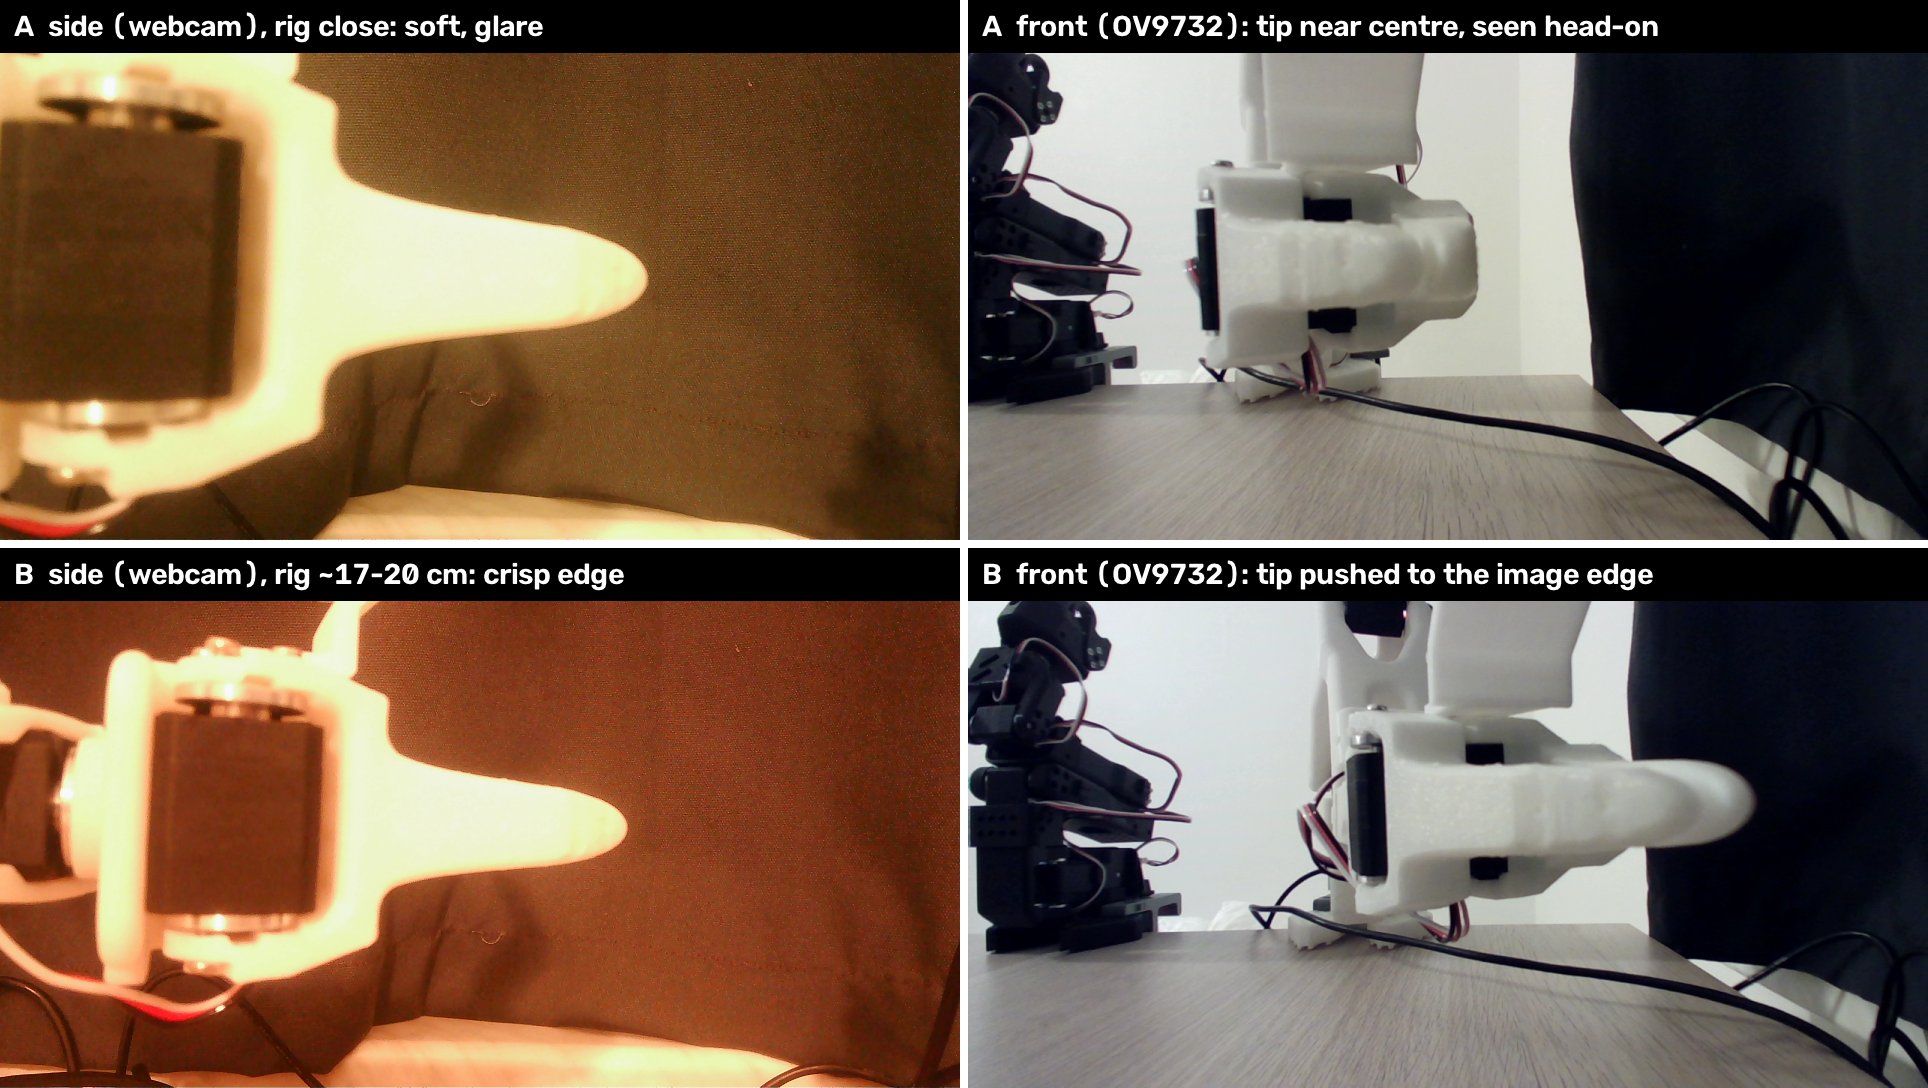 A side (webcam), rig close: soft, glare
A front (OV9732): tip near centre, seen head-on
B side (webcam), rig ~17-20 cm: crisp edge
B front (OV9732): tip pushed to the image edge